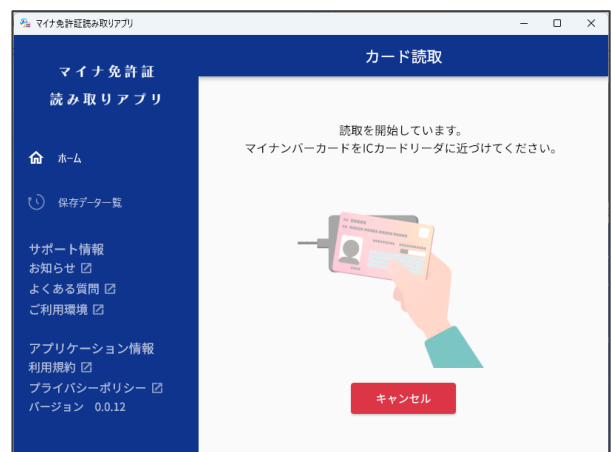 マイナ免許証読み取りアプリ
マイナ免許証
読み取りアプリ
ホーム
保存データ一覧
サポート情報
お知らせ
よくある質問
ご利用環境
アプリケーション情報
利用規約
プライバシーポリシー
バージョン 0.0.12
カード読取
読取を開始しています。
マイナンバーカードをICカードリーダに近づけてください。
キャンセル